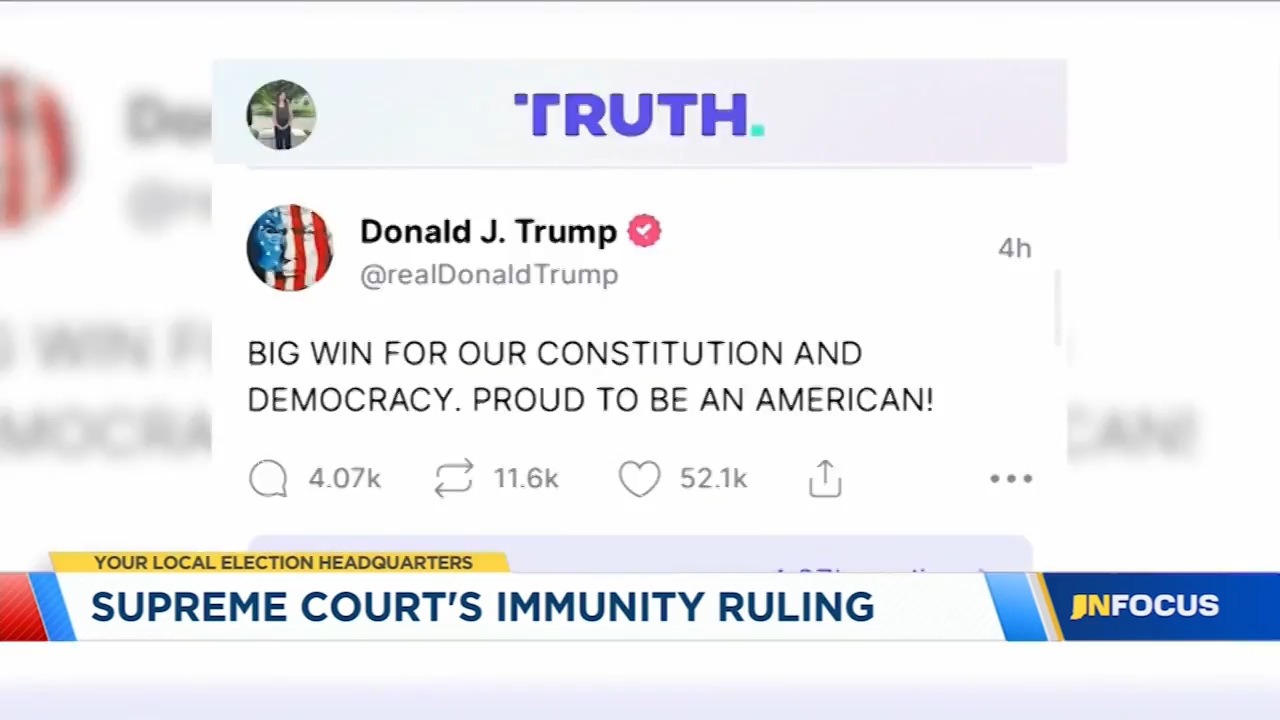 TRUTH.
Donald J. Trump
@realDonaldTrump
4h
BIG WIN FOR OUR CONSTITUTION AND
DEMOCRACY. PROUD TO BE AN AMERICAN!
4.07k 11.6k 52.1k
YOUR LOCAL ELECTION HEADQUARTERS
SUPREME COURT'S IMMUNITY RULING
INFOCUS